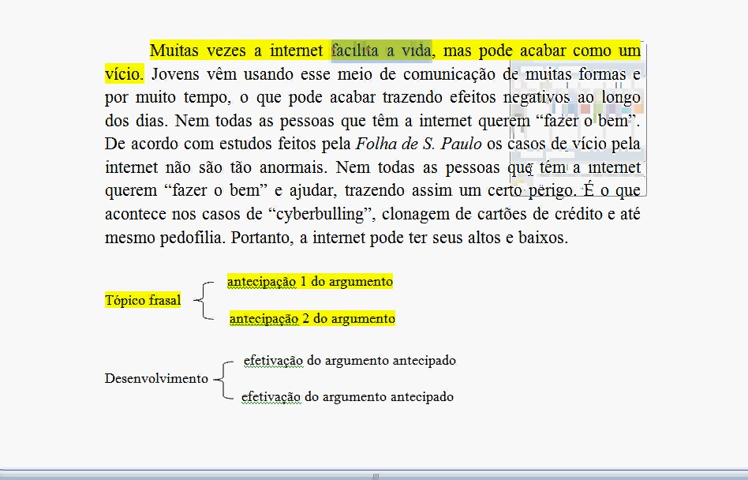 Muitas vezes a internet facilita a vida, mas pode acabar como um
vício. Jovens vêm usando esse meio de comunicação de muitas formas e
por muito tempo, o que pode acabar trazendo efeitos negativos ao longo
dos dias. Nem todas as pessoas que têm a internet querem “fazer o bem”.
De acordo com estudos feitos pela Folha de S. Paulo os casos de vício pela
internet não são tão anormais. Nem todas as pessoas que têm a internet
querem “fazer o bem” e ajudar, trazendo assim um certo perigo. É o que
acontece nos casos de “cyberbulling”, clonagem de cartões de crédito e até
mesmo pedofilia. Portanto, a internet pode ter seus altos e baixos.
antecipação 1 do argumento
Tópico frasal
antecipação 2 do argumento
efetivação do argumento antecipado
Desenvolvimento
efetivação do argumento antecipado